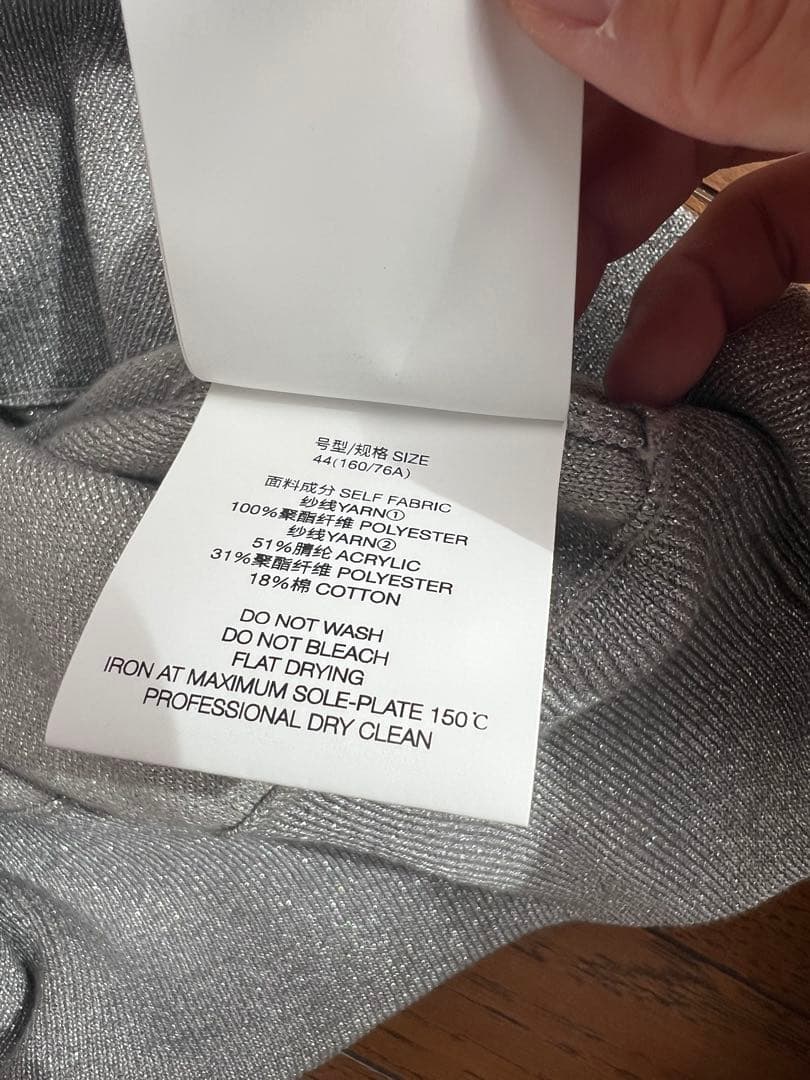 号型/规格 SIZE
44(160/76A)
面料成分 SELF FABRIC
纱线YARN①
100%聚酯纤维 POLYESTER
纱线YARN②
51%腈纶 ACRYLIC
31%聚酯纤维 POLYESTER
18%棉 COTTON
DO NOT WASH
DO NOT BLEACH
FLAT DRYING
IRON AT MAXIMUM SOLE-PLATE 150℃
PROFESSIONAL DRY CLEAN